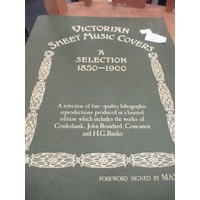 VICTORIAN
SHEET MUSIC COVERS
A
SELECTION
1850-1900
A selection of fine quality lithographic
reproductions produced in a limited
edition which includes the works of
Cruikshank, John Brandard, Concanen
and H.G. Banks
FOREWORD SIGNED BY MAX